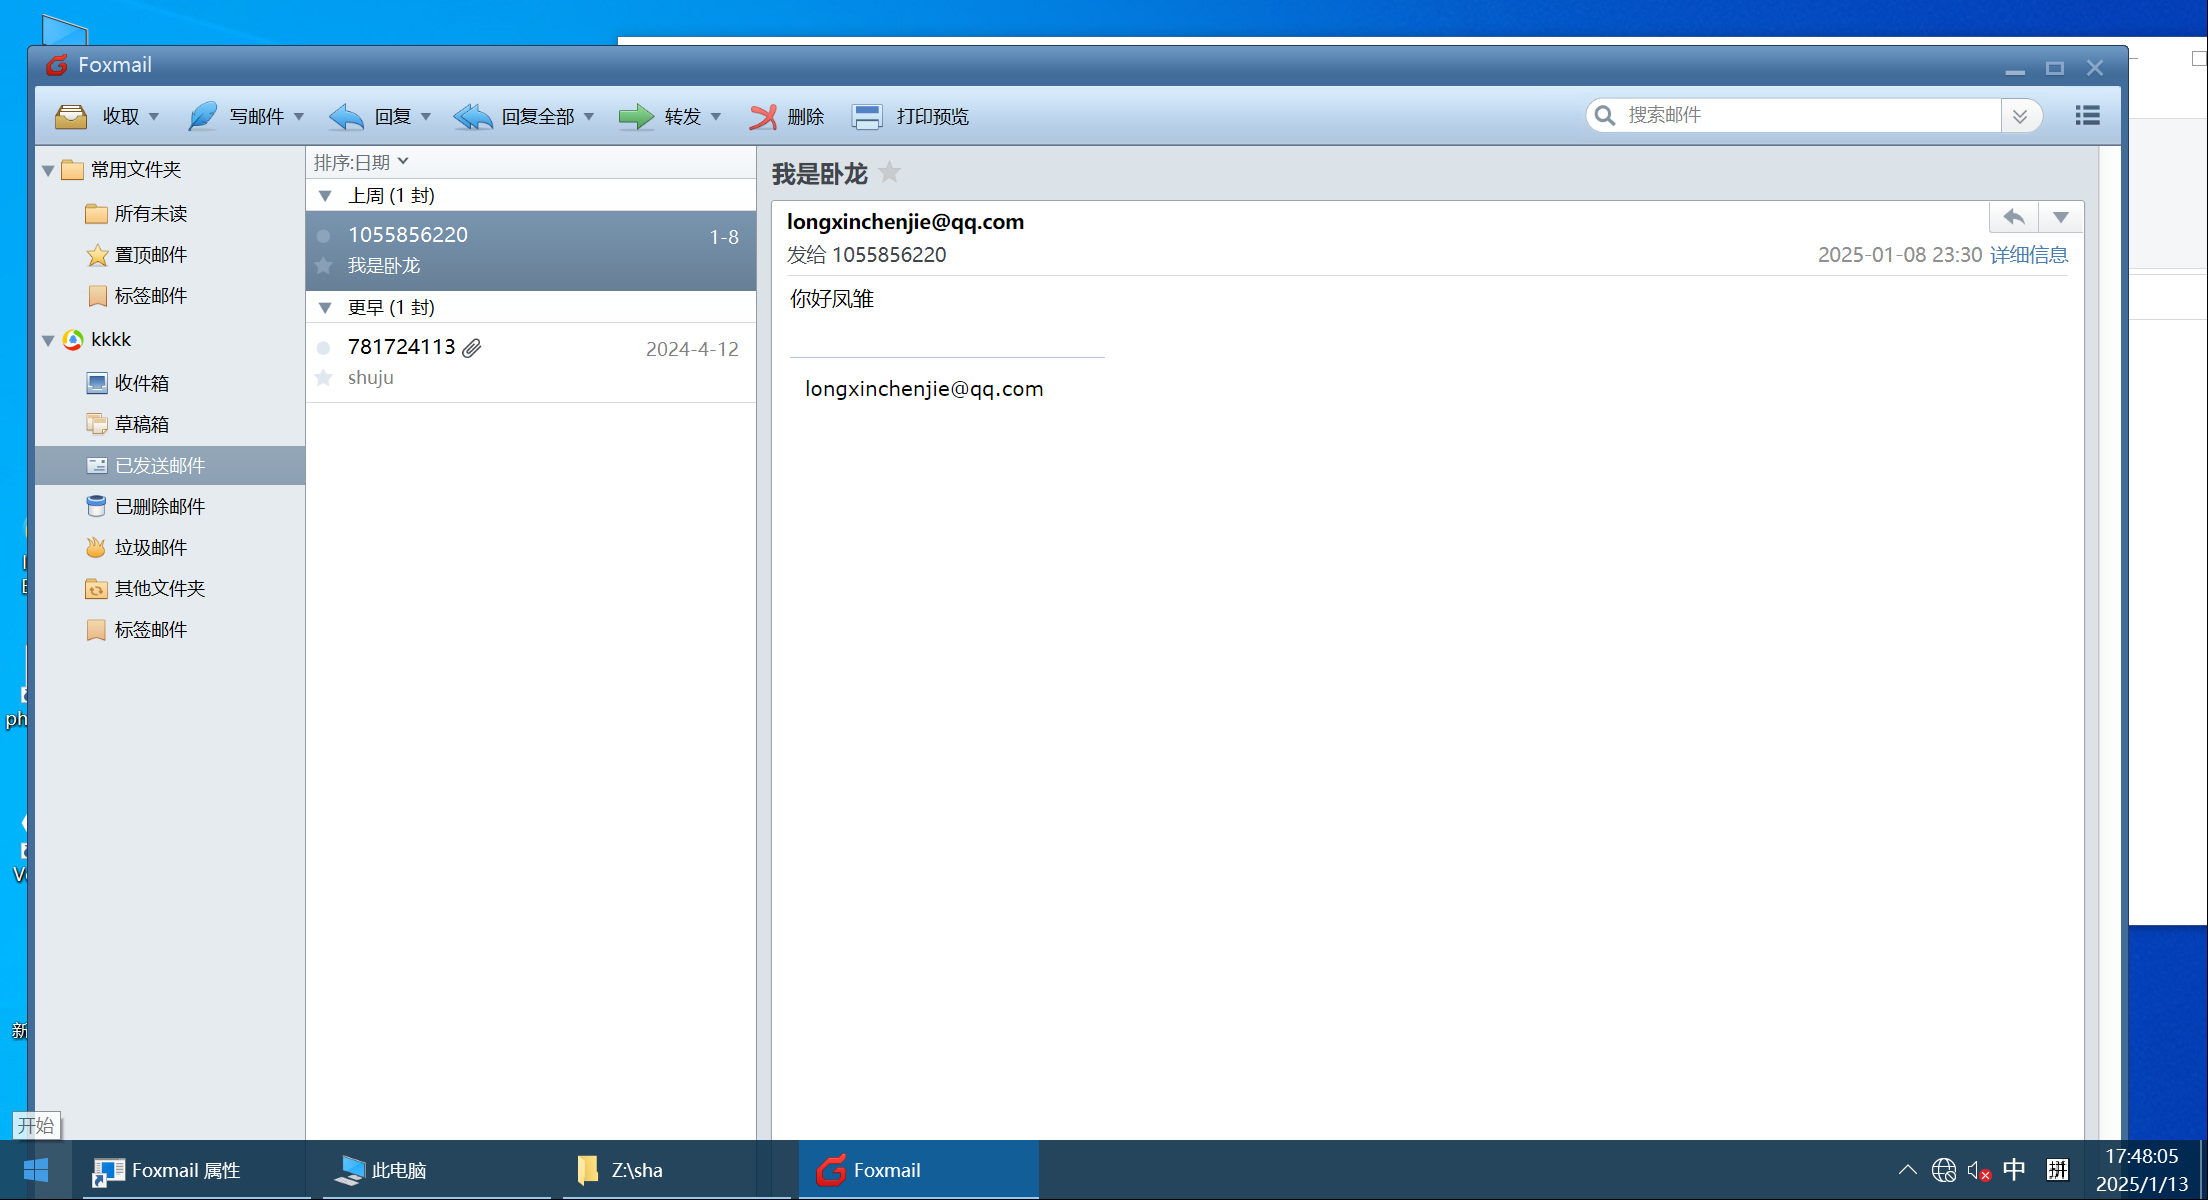 Foxmail
收取
写邮件
回复
回复全部
转发
删除
打印预览
搜索邮件
常用文件夹
所有未读
置顶邮件
标签邮件
kkkk
收件箱
草稿箱
已发送邮件
已删除邮件
垃圾邮件
其他文件夹
标签邮件
排序:日期
上周 (1 封)
1055856220 1-8
我是卧龙
更早 (1 封)
781724113 2024-4-12
shuju
我是卧龙
longxinchenjie@qq.com
发给 1055856220 2025-01-08 23:30 详细信息
你好凤雏
longxinchenjie@qq.com
ph
新
开始
Foxmail 属性
此电脑
Z:\sha
Foxmail
中
拼
17:48:05
2025/1/13